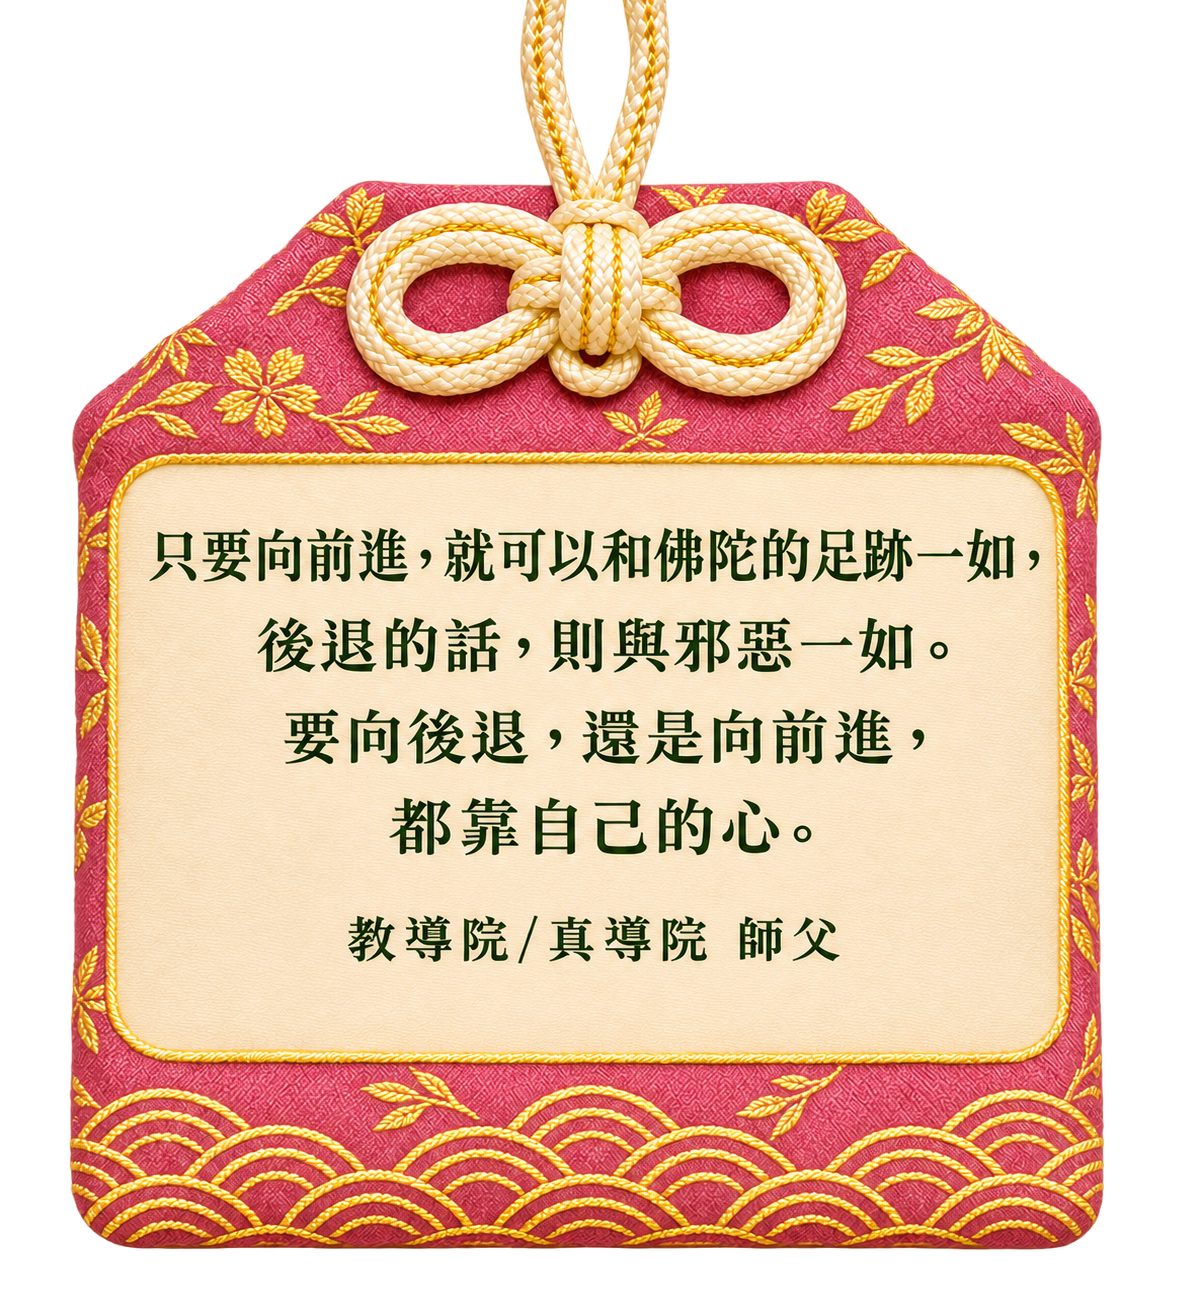 只要向前進，就可以和佛陀的足跡一如，
後退的話，則與邪惡一如。
要向後退，還是向前進，
都靠自己的心。
教導院/真導院 師父